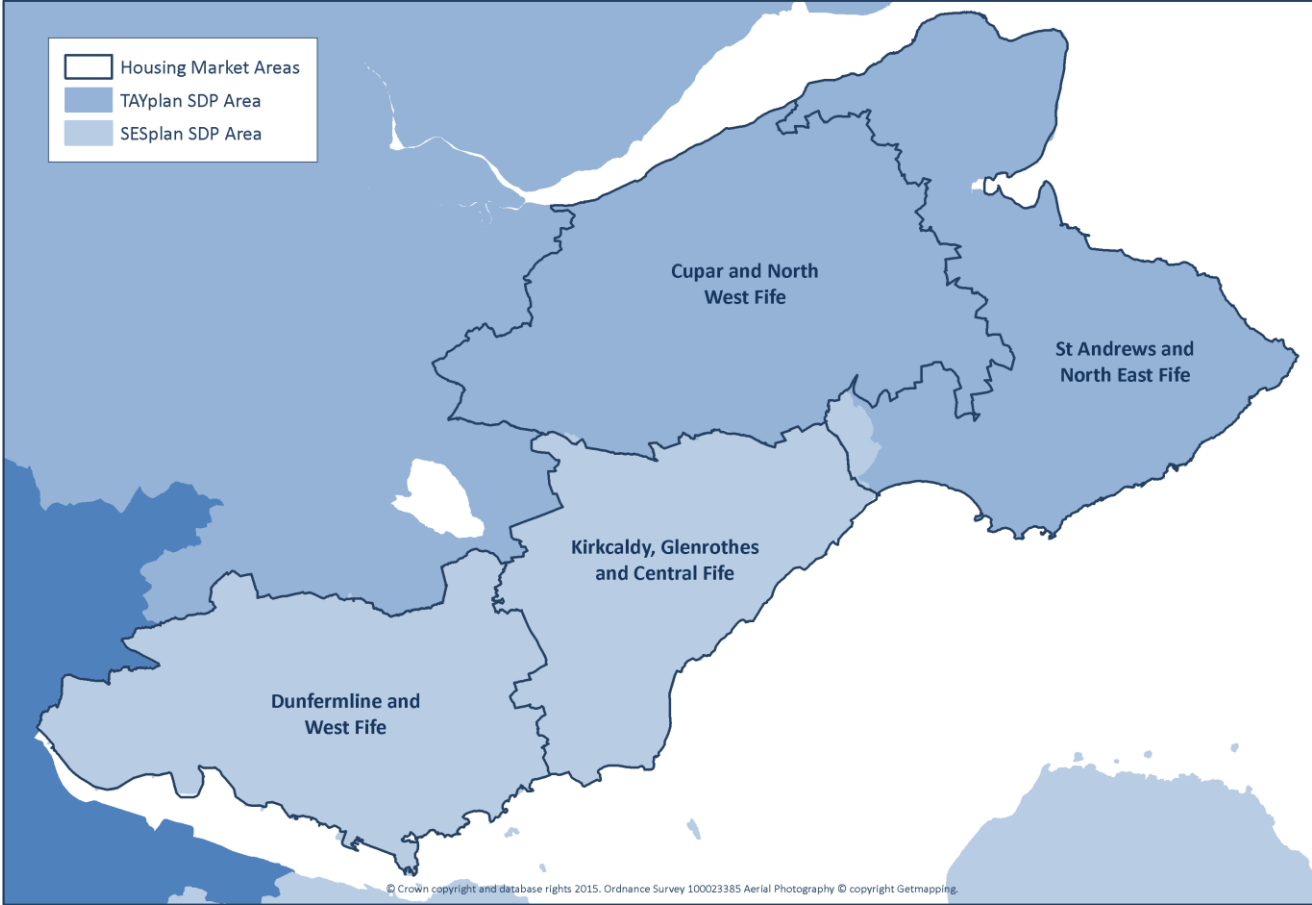 Housing Market Areas
TAYplan SDP Area
SESplan SDP Area
Cupar and North
West Fife
St Andrews and
North East Fife
Kirkcaldy, Glenrothes
and Central Fife
Dunfermline and
West Fife
© Crown copyright and database rights 2015. Ordnance Survey 100023385 Aerial Photography © copyright Getmapping.